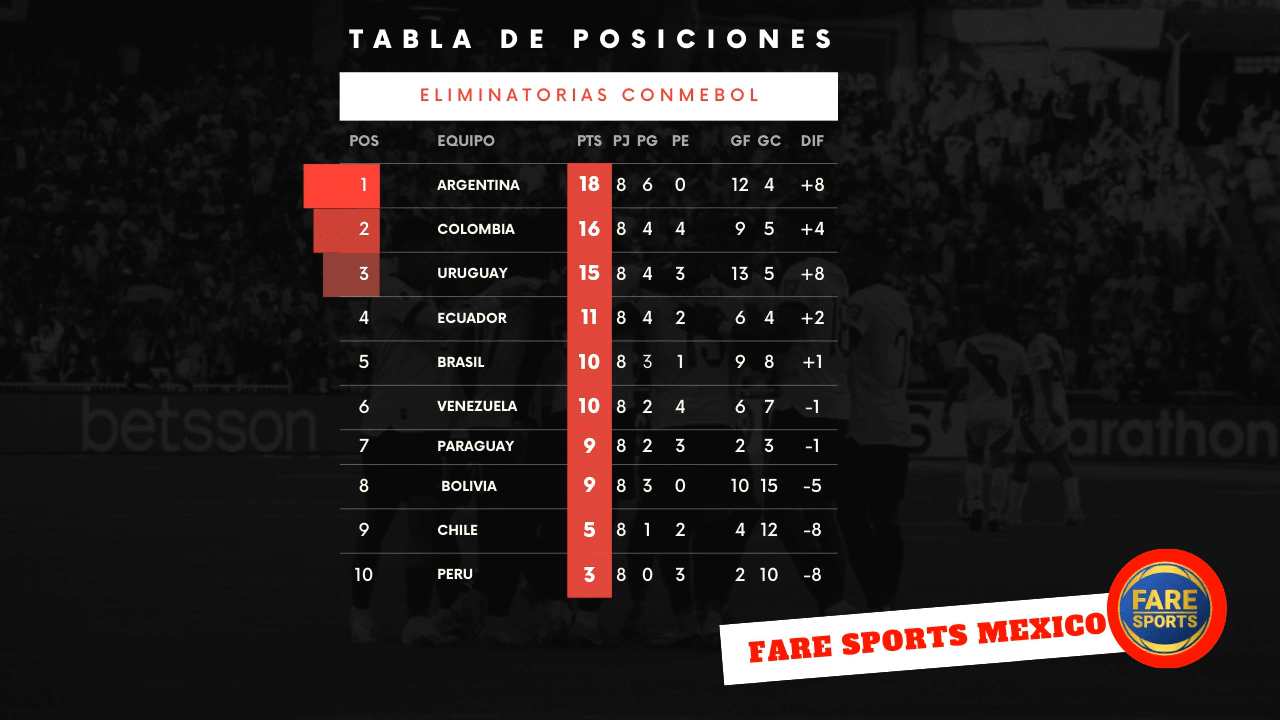 TABLA DE POSICIONES
ELIMINATORIAS CONMEBOL
POS EQUIPO PTS PJ PG PE GF GC DIF
1 ARGENTINA 18 8 6 0 12 4 +8
2 COLOMBIA 16 8 4 4 9 5 +4
3 URUGUAY 15 8 4 3 13 5 +8
4 ECUADOR 11 8 4 2 6 4 +2
5 BRASIL 10 8 3 1 9 8 +1
6 VENEZUELA 10 8 2 4 6 7 -1
betsson
7 PARAGUAY 9 8 2 3 2 3 -1
arathon
8 BOLIVIA 9 8 3 0 10 15 -5
9 CHILE 5 8 1 2 4 12 -8
10 PERU 3 8 0 3 2 10 -8
FARE SPORTS MEXICO
FARE
SPORTS